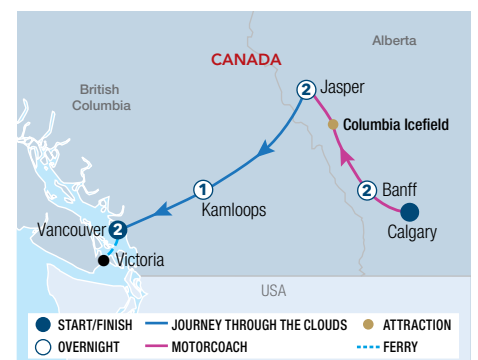 Alberta
CANADA
British
Columbia
2
Jasper
Columbia Icefield
1
Kamloops
2
Banff
Calgary
Vancouver
2
Victoria
USA
START/FINISH
JOURNEY THROUGH THE CLOUDS
ATTRACTION
OVERNIGHT
MOTORCOACH
FERRY